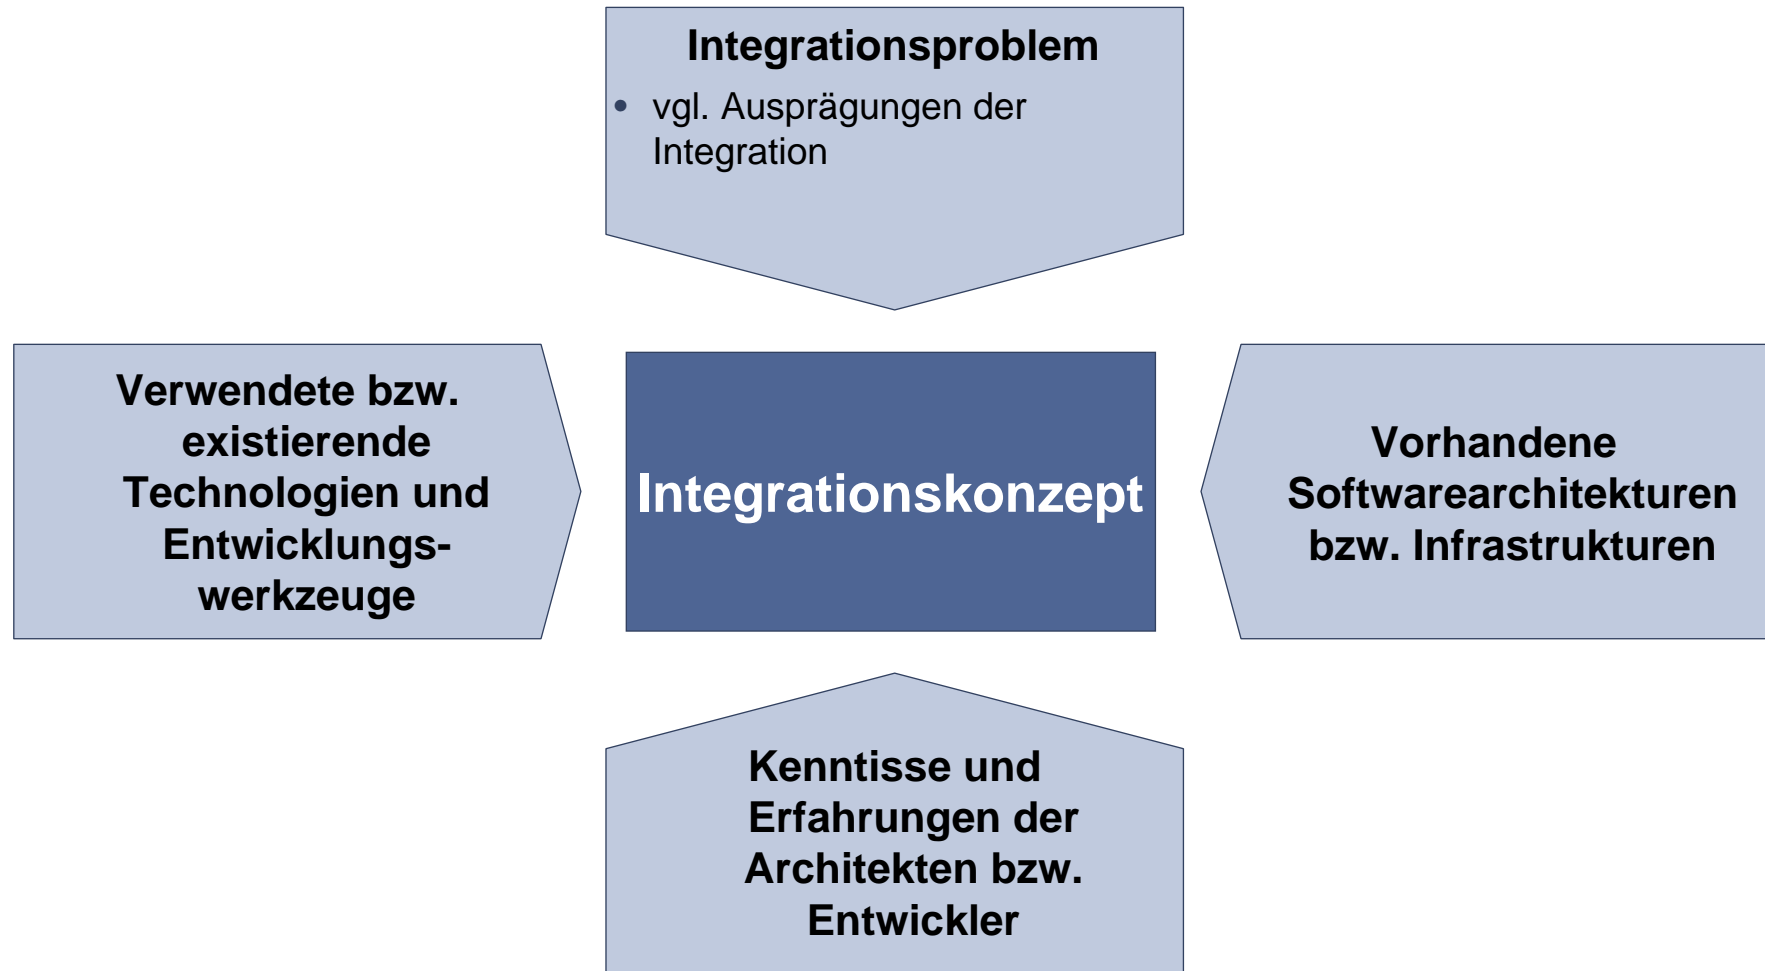 Integrationsproblem
• vgl. Ausprägungen der
Integration
Verwendete bzw.
existierende
Technologien und
Entwicklungs-
werkzeuge
Integrationskonzept
Vorhandene
Softwarearchitekturen
bzw. Infrastrukturen
Kenntisse und
Erfahrungen der
Architekten bzw.
Entwickler